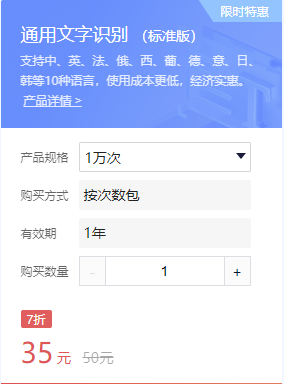 限时特惠
通用文字识别 （标准版）
支持中、英、法、俄、西、葡、德、意、日、
韩等10种语言，使用成本更低，经济实惠。
产品详情 >
产品规格 1万次
购买方式 按次数包
有效期 1年
购买数量 - 1 +
7折
35 元 50元